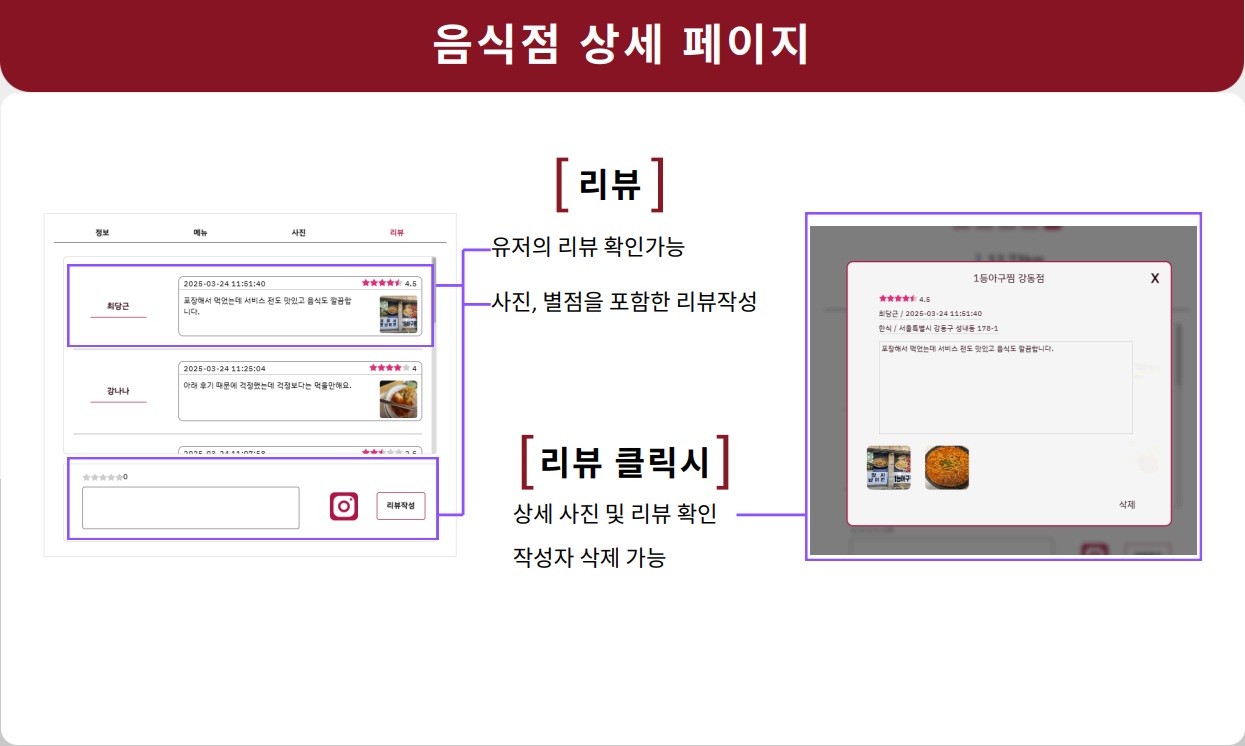 음식점 상세 페이지
[ 리뷰 ]
유저의 리뷰 확인가능
사진, 별점을 포함한 리뷰작성
정보 메뉴 사진 리뷰
최당근
2025-03-24 11:51:40 4.5
포장해서 먹었는데 서비스 전도 맛있고 음식도 깔끔합
니다.
강나나
2025-03-24 11:25:04 4
아래 후기 때문에 걱정했는데 걱정보다는 먹을만해요.
0
리뷰작성
[ 리뷰 클릭시 ]
상세 사진 및 리뷰 확인
작성자 삭제 가능
1등아구찜 강동점 X
4.5
최당근 / 2025-03-24 11:51:40
한식 / 서울특별시 강동구 성내동 178-1
포장해서 먹었는데 서비스 전도 맛있고 음식도 깔끔합니다.
삭제